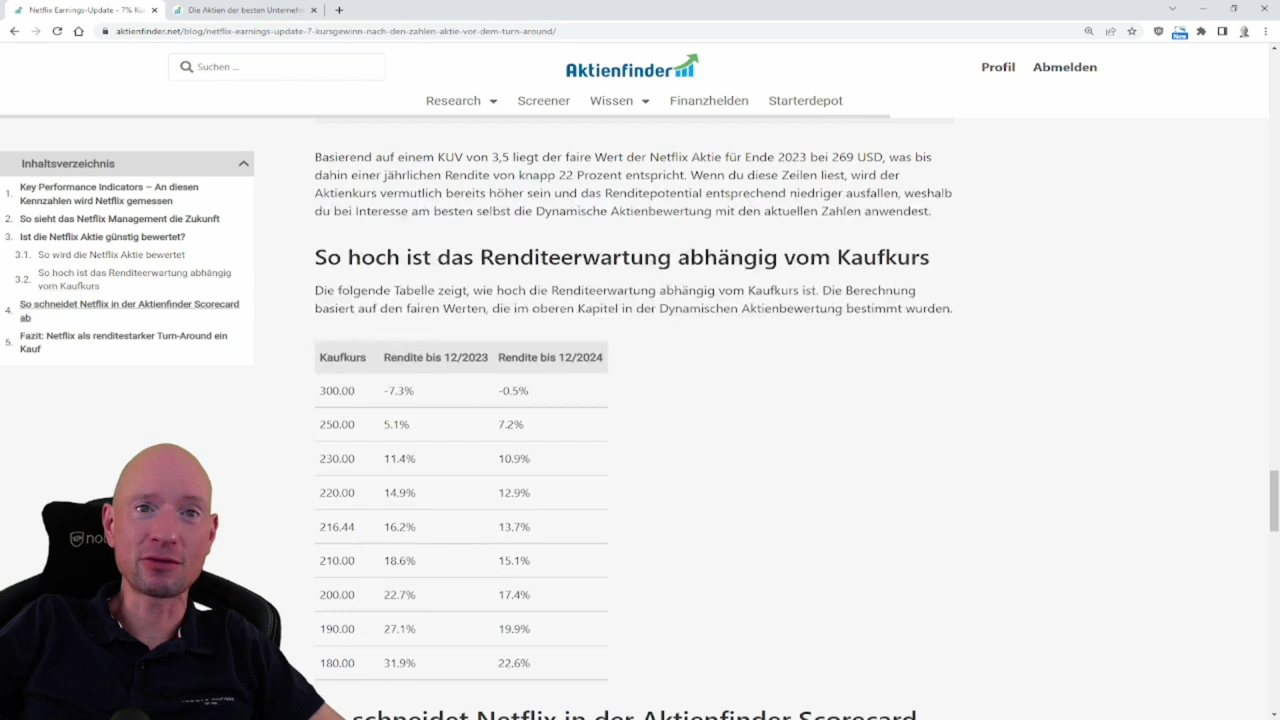 Netflix Earnings-Update - 7% Ku
Die Aktien der besten Unternehm
aktienfinder.net/blog/netflix-earnings-update-7-kursgewinn-nach-den-zahlen-aktie-vor-dem-turn-around/
New
Suchen ...
Aktienfinder
Profil Abmelden
Research Screener Wissen Finanzhelden Starterdepot
Inhaltsverzeichnis
1. Key Performance Indicators – An diesen
Kennzahlen wird Netflix gemessen
2. So sieht das Netflix Management die Zukunft
3. Ist die Netflix Aktie günstig bewertet?
3.1. So wird die Netflix Aktie bewertet
3.2. So hoch ist das Renditeerwartung abhängig
vom Kaufkurs
4. So schneidet Netflix in der Aktienfinder Scorecard
ab
5. Fazit: Netflix als renditestarker Turn-Around ein
Kauf
Basierend auf einem KUV von 3,5 liegt der faire Wert der Netflix Aktie für Ende 2023 bei 269 USD, was bis
dahin einer jährlichen Rendite von knapp 22 Prozent entspricht. Wenn du diese Zeilen liest, wird der
Aktienkurs vermutlich bereits höher sein und das Renditepotential entsprechend niedriger ausfallen, weshalb
du bei Interesse am besten selbst die Dynamische Aktienbewertung mit den aktuellen Zahlen anwendest.
So hoch ist das Renditeerwartung abhängig vom Kaufkurs
Die folgende Tabelle zeigt, wie hoch die Renditeerwartung abhängig vom Kaufkurs ist. Die Berechnung
basiert auf den fairen Werten, die im oberen Kapitel in der Dynamischen Aktienbewertung bestimmt wurden.
Kaufkurs Rendite bis 12/2023 Rendite bis 12/2024
300.00 -7.3% -0.5%
250.00 5.1% 7.2%
230.00 11.4% 10.9%
220.00 14.9% 12.9%
216.44 16.2% 13.7%
210.00 18.6% 15.1%
200.00 22.7% 17.4%
190.00 27.1% 19.9%
180.00 31.9% 22.6%
schneidet Netflix in der Aktienfinder Scorecard